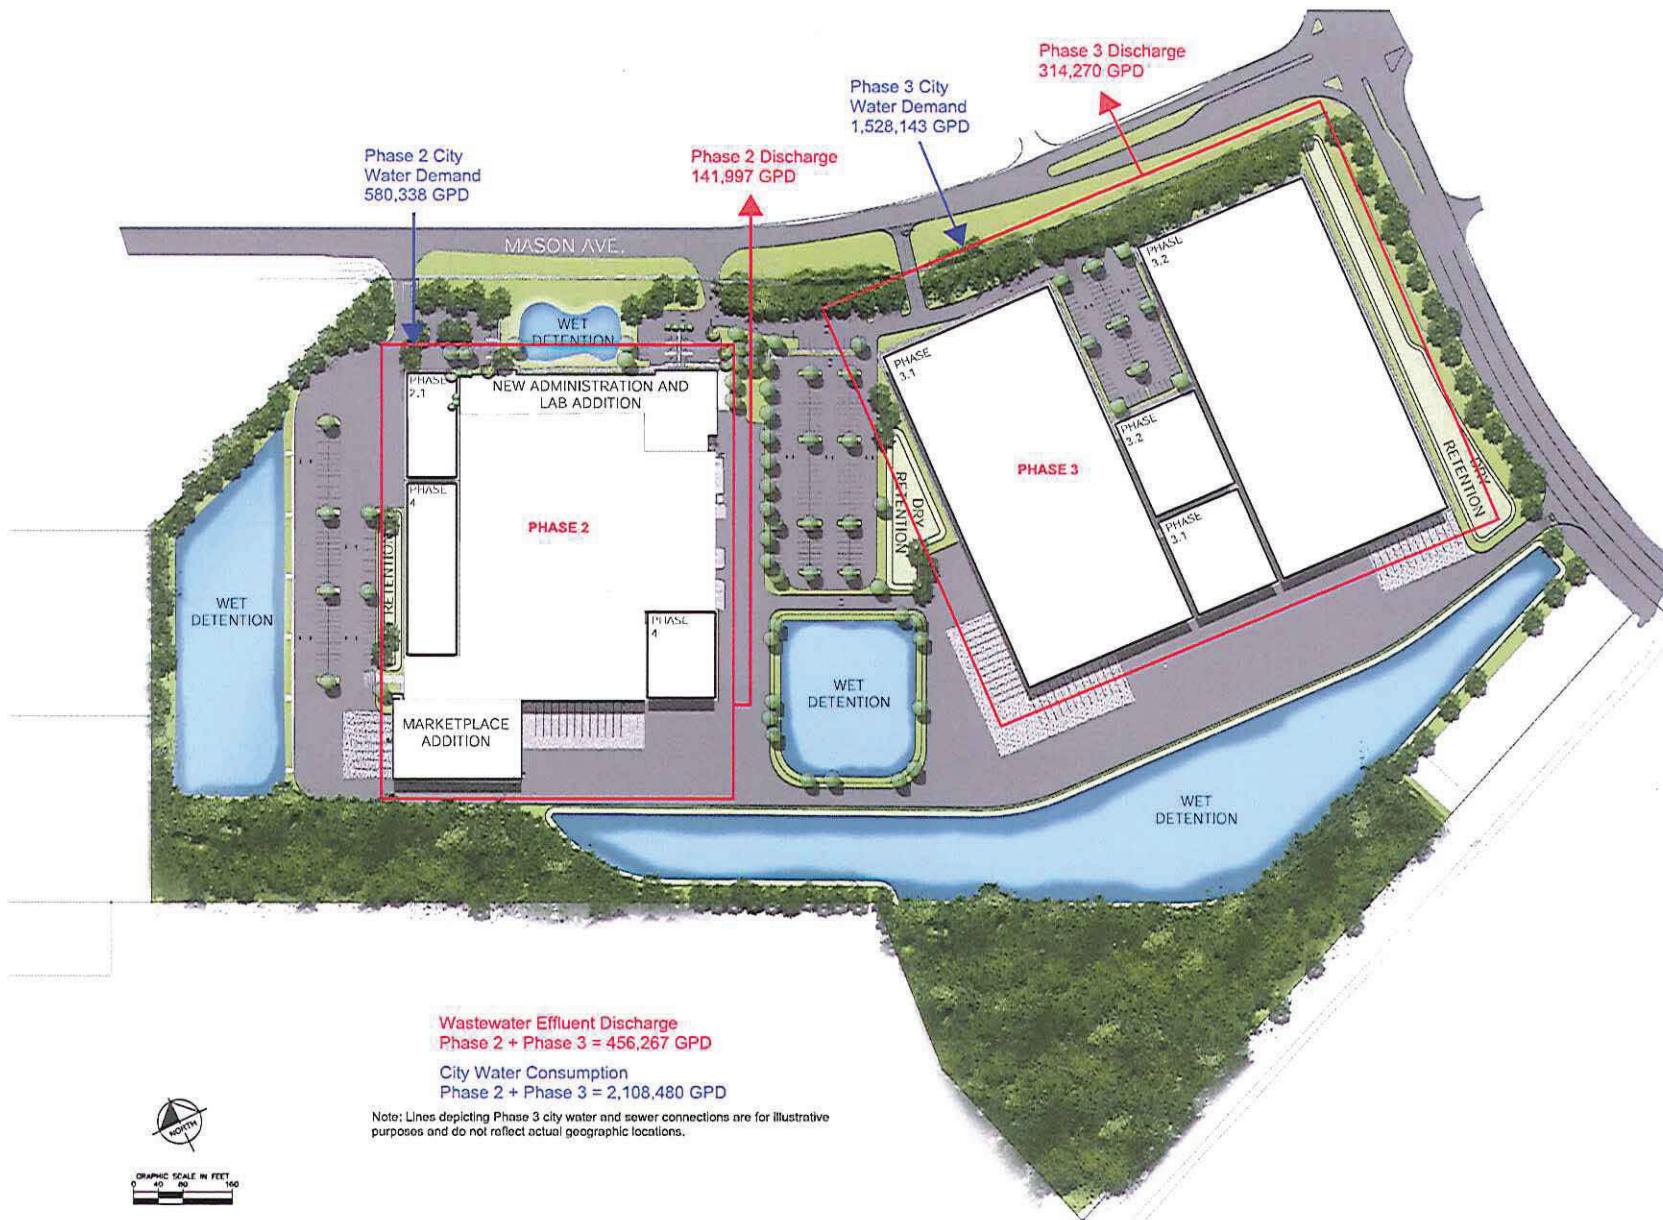 Phase 3 Discharge
314,270 GPD
Phase 3 City
Water Demand
1,528,143 GPD
Phase 2 City
Water Demand
580,338 GPD
Phase 2 Discharge
141,997 GPD
MASON AVE.
WET
DETENTION
PHASE
3.2
PHASE
3.1
PHASE
2.1
NEW ADMINISTRATION AND
LAB ADDITION
PHASE
3.2
PHASE 3
DRY
RETENTION
DRY
RETENTION
PHASE
4
PHASE 2
PHASE
3.1
RETENTION
WET
DETENTION
PHASE
4
WET
DETENTION
MARKETPLACE
ADDITION
WET
DETENTION
Wastewater Effluent Discharge
Phase 2 + Phase 3 = 456,267 GPD
City Water Consumption
Phase 2 + Phase 3 = 2,108,480 GPD
Note: Lines depicting Phase 3 city water and sewer connections are for illustrative
purposes and do not reflect actual geographic locations.
NORTH
GRAPHIC SCALE IN FEET
0 40 80 160